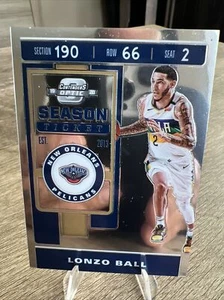 SECTION 190 ROW 66 SEAT 2
CONTENDERS
OPTIC
SEASON
TICKET
EST. 2013
NEW ORLEANS
PELICANS
LONZO BALL